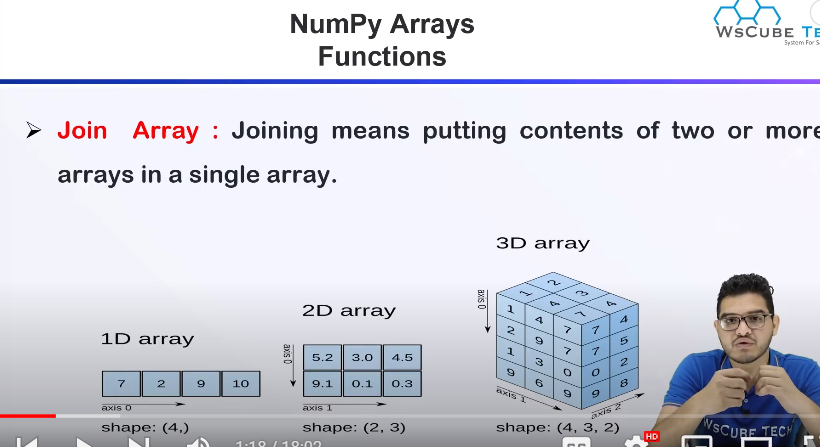 NumPy Arrays
Functions
WsCube Te
System For S
➢ Join Array : Joining means putting contents of two or more
arrays in a single array.
3D array
2D array
1D array
axis 0
1 2
4 3
7 4
1 4 7 7 4
2 9 7 7 5
1 3 0 0 2
9 6 9 9 8
axis 0
5.2 3.0 4.5
9.1 0.1 0.3
7 2 9 10
axis 0
axis 1
axis 1
axis 2
shape: (4,)
shape: (2, 3)
shape: (4, 3, 2)
WSCUBE TECH
1:18 / 18:02
CC
HD